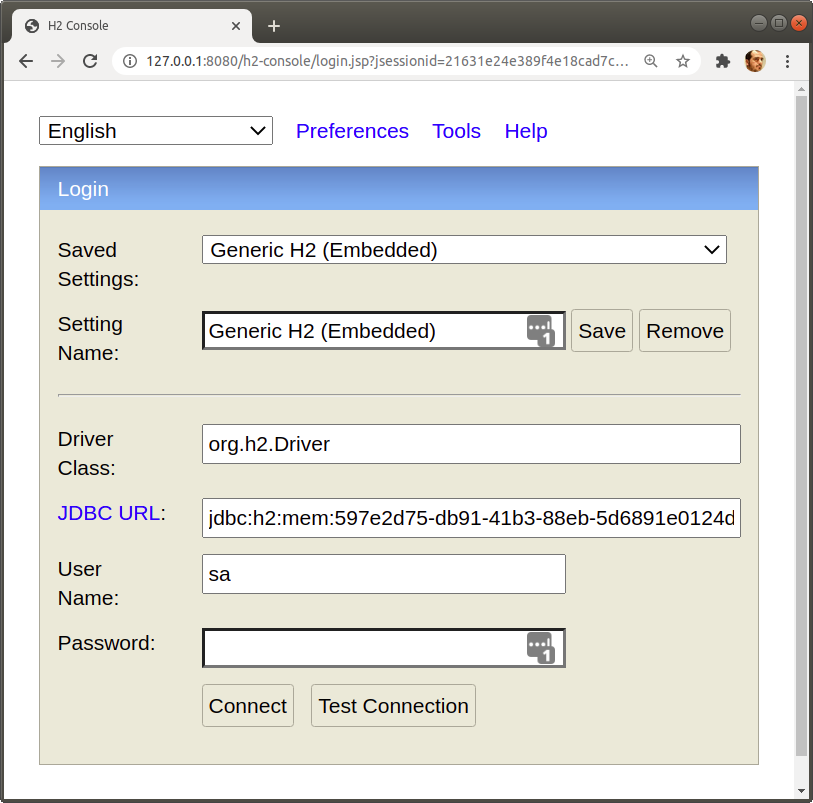 H2 Console
127.0.0.1:8080/h2-console/login.jsp?jsessionid=21631e24e389f4e18cad7c...
English Preferences Tools Help
Login
Saved Settings: Generic H2 (Embedded)
Setting Name: Generic H2 (Embedded) 1 Save Remove
Driver Class: org.h2.Driver
JDBC URL: jdbc:h2:mem:597e2d75-db91-41b3-88eb-5d6891e0124d
User Name: sa
Password: 1
Connect Test Connection